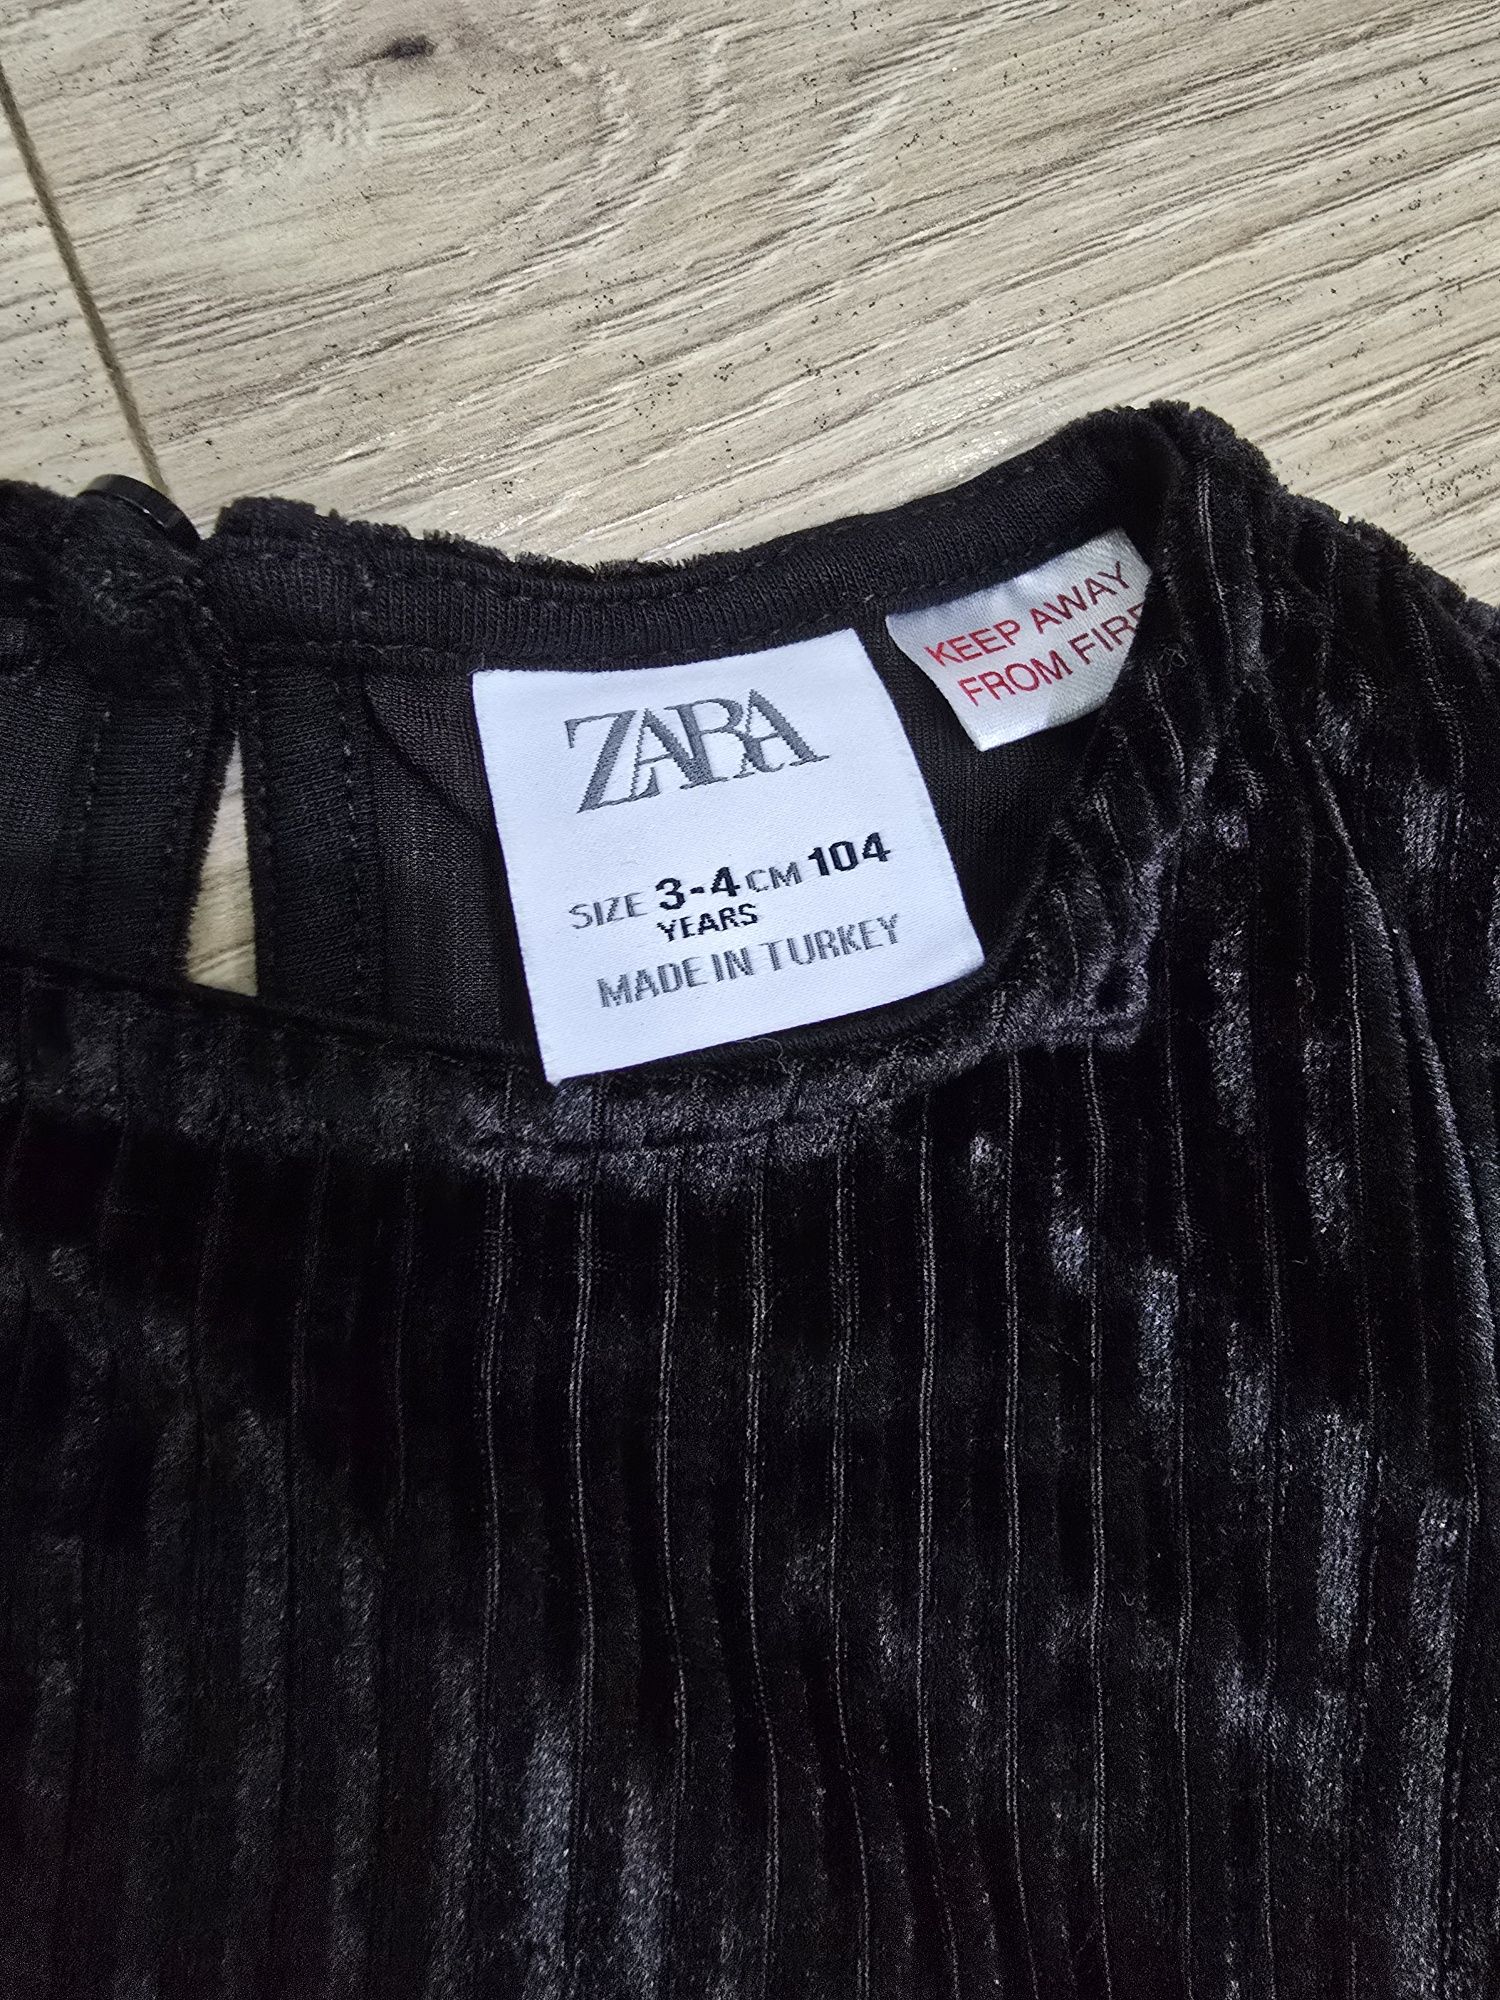 ZARA
SIZE 3-4 CM 104
YEARS
MADE IN TURKEY
KEEP AWAY
FROM FIRE